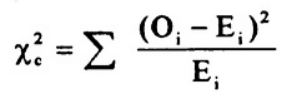 χ²c = ∑ (Oi − Ei)² / Ei